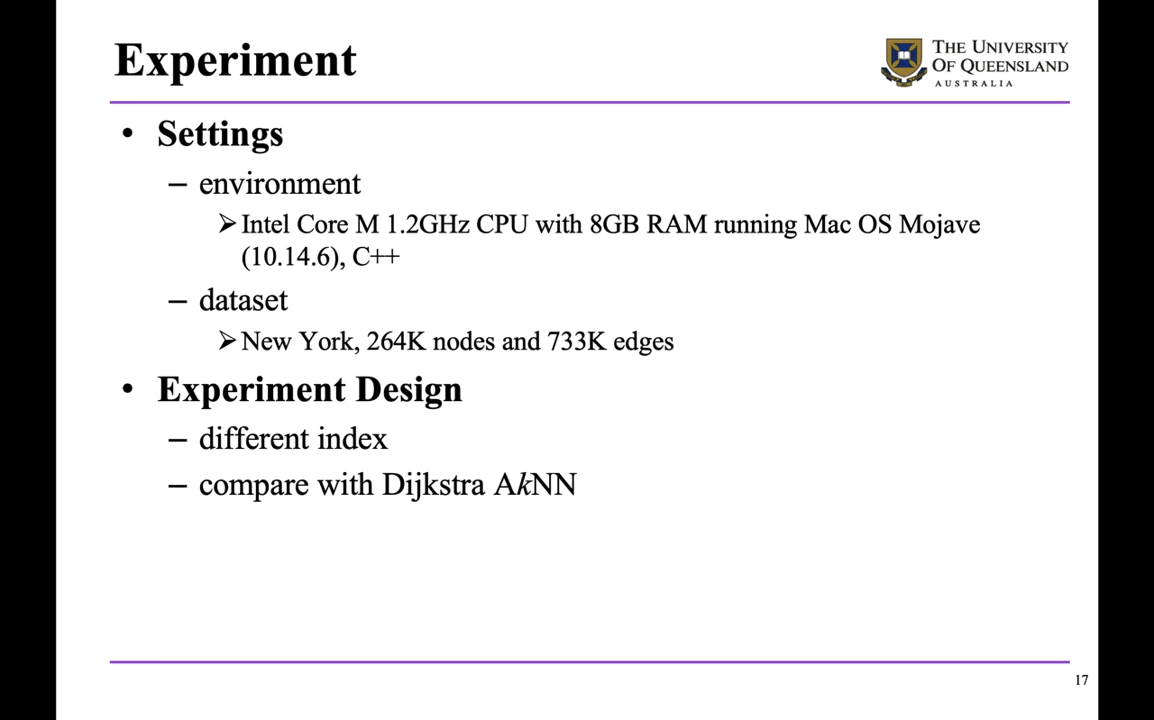 Experiment
THE UNIVERSITY
OF QUEENSLAND
AUSTRALIA
• Settings
– environment
➢ Intel Core M 1.2GHz CPU with 8GB RAM running Mac OS Mojave
(10.14.6), C++
– dataset
➢ New York, 264K nodes and 733K edges
• Experiment Design
– different index
– compare with Dijkstra AkNN
17